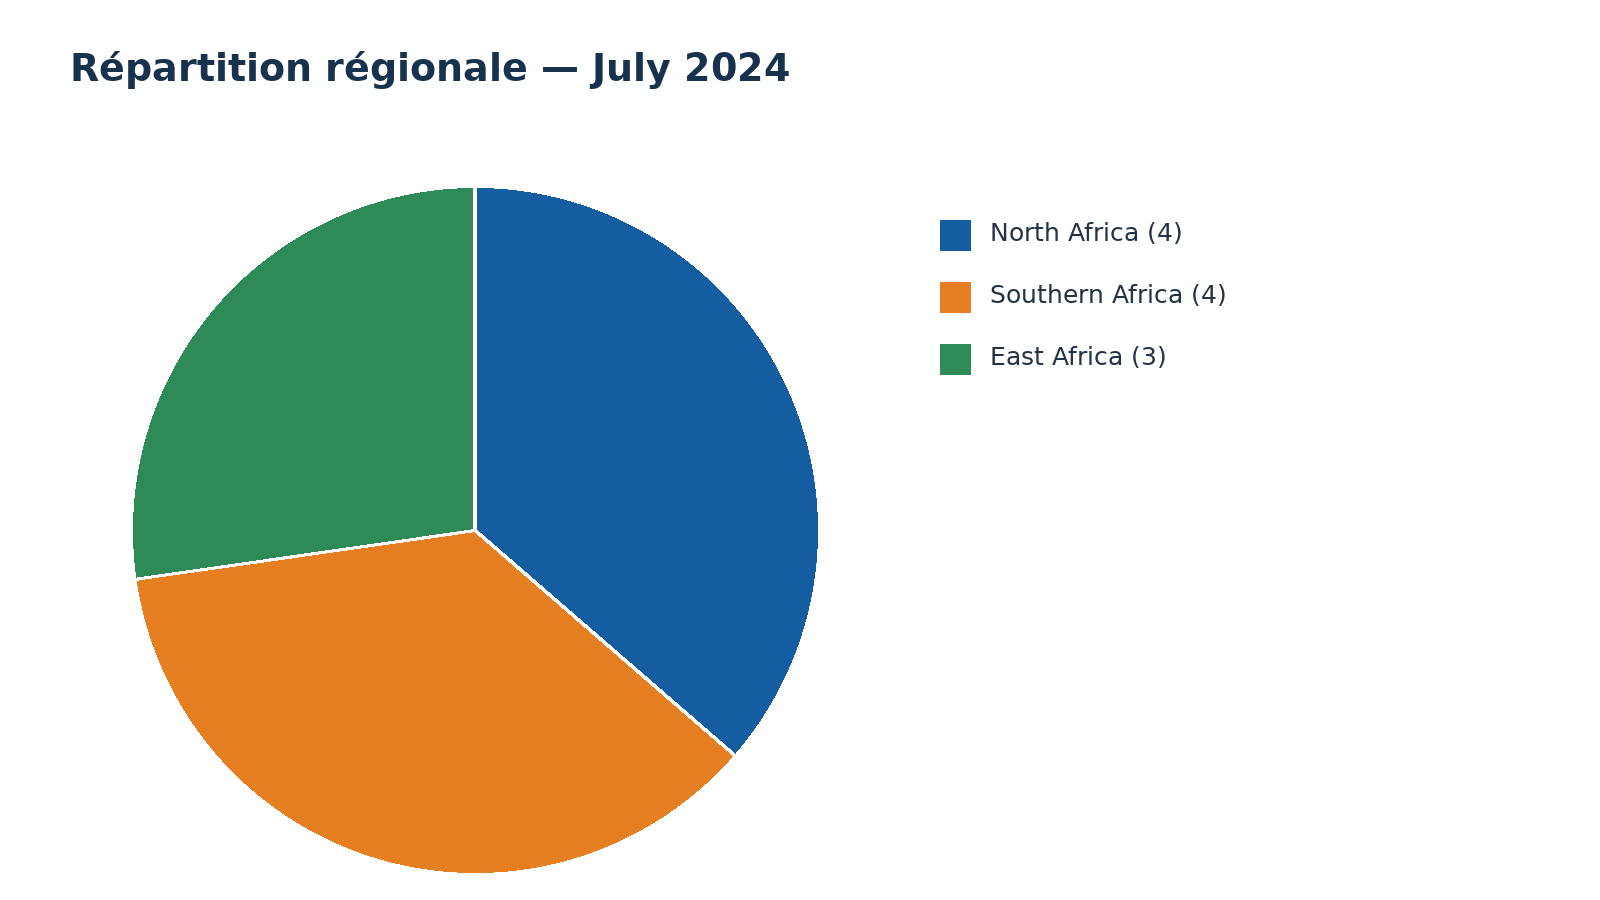 Répartition régionale — July 2024
North Africa (4)
Southern Africa (4)
East Africa (3)